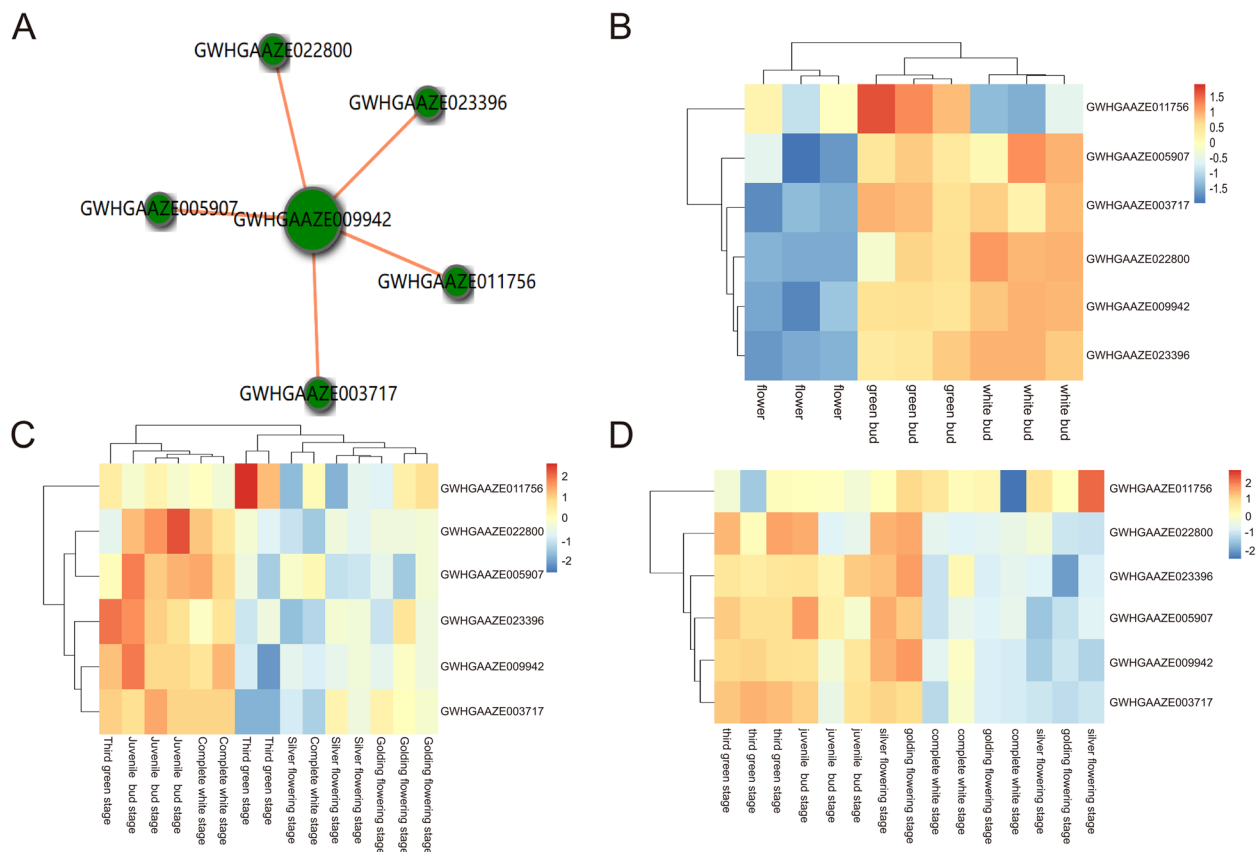 A
GWHGAAZE022800
GWHGAAZE023396
GWHGAAZE005907
GWHGAAZE009942
GWHGAAZE011756
GWHGAAZE003717
B
GWHGAAZE011756
GWHGAAZE005907
GWHGAAZE003717
GWHGAAZE022800
GWHGAAZE009942
GWHGAAZE023396
1.5
1
0.5
0
-0.5
-1
-1.5
flower
flower
flower
green bud
green bud
green bud
white bud
white bud
white bud
C
GWHGAAZE011756
GWHGAAZE022800
GWHGAAZE005907
GWHGAAZE023396
GWHGAAZE009942
GWHGAAZE003717
2
1
0
-1
-2
Third green stage
Juvenile bud stage
Juvenile bud stage
Juvenile bud stage
Complete white stage
Complete white stage
Third green stage
Third green stage
Silver flowering stage
Complete white stage
Silver flowering stage
Silver flowering stage
Golding flowering stage
Golding flowering stage
Golding flowering stage
D
GWHGAAZE011756
GWHGAAZE022800
GWHGAAZE023396
GWHGAAZE005907
GWHGAAZE009942
GWHGAAZE003717
2
1
0
-1
-2
third green stage
third green stage
third green stage
juvenile bud stage
juvenile bud stage
juvenile bud stage
silver flowering stage
golding flowering stage
complete white stage
complete white stage
golding flowering stage
complete white stage
silver flowering stage
golding flowering stage
silver flowering stage